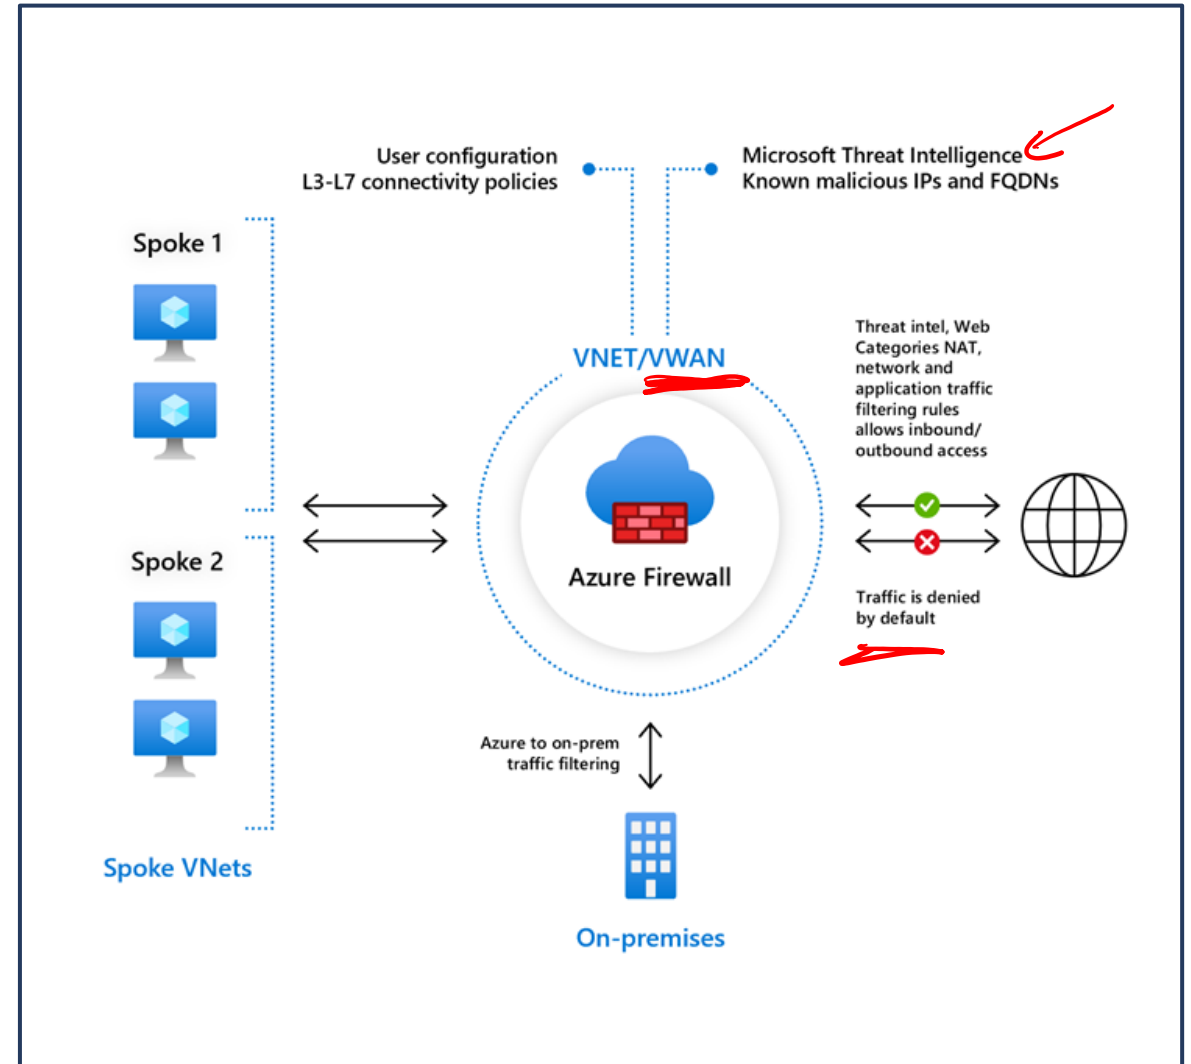 User configuration
L3-L7 connectivity policies
Microsoft Threat Intelligence
Known malicious IPs and FQDNs
Spoke 1
Threat intel, Web
Categories NAT,
network and
application traffic
filtering rules
allows inbound/
outbound access
VNET/VWAN
Azure Firewall
Spoke 2
Traffic is denied
by default
Azure to on-prem
traffic filtering
Spoke VNets
On-premises